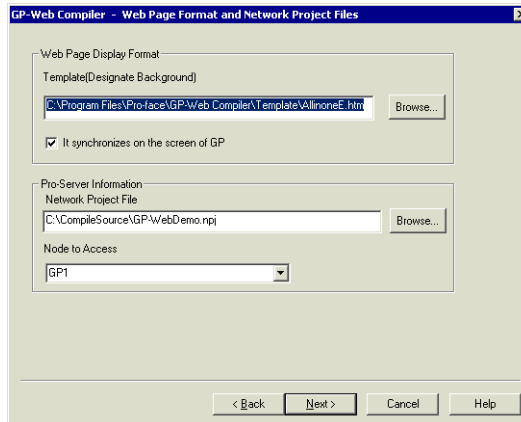 GP-Web Compiler - Web Page Format and Network Project Files
Web Page Display Format
Template(Designate Background)
C:\Program Files\Pro-face\GP-Web Compiler\Template\AllinoneE.htm
Browse...
It synchronizes on the screen of GP
Pro-Server Information
Network Project File
C:\CompileSource\GP-WebDemo.npj
Browse...
Node to Access
GP1
< Back Next > Cancel Help